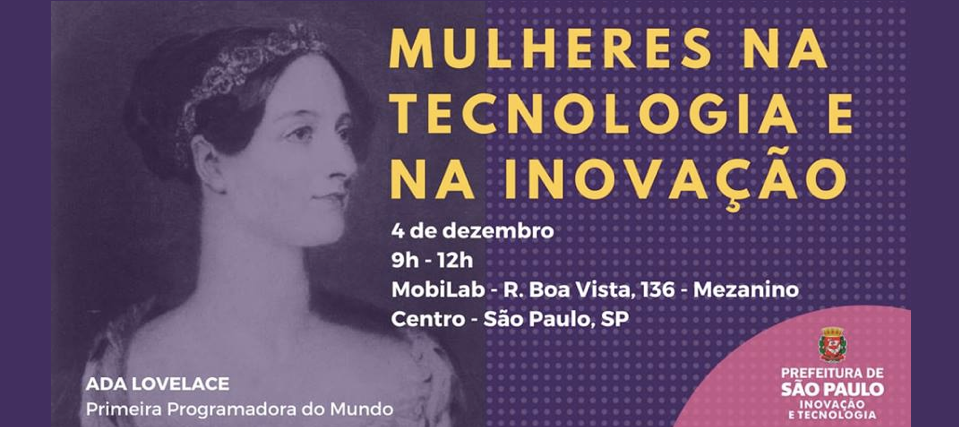 MULHERES NA
TECNOLOGIA E
NA INOVAÇÃO
4 de dezembro
9h - 12h
MobiLab - R. Boa Vista, 136 - Mezanino
Centro - São Paulo, SP
ADA LOVELACE
Primeira Programadora do Mundo
PREFEITURA DE
SÃO PAULO
INOVAÇÃO
E TECNOLOGIA